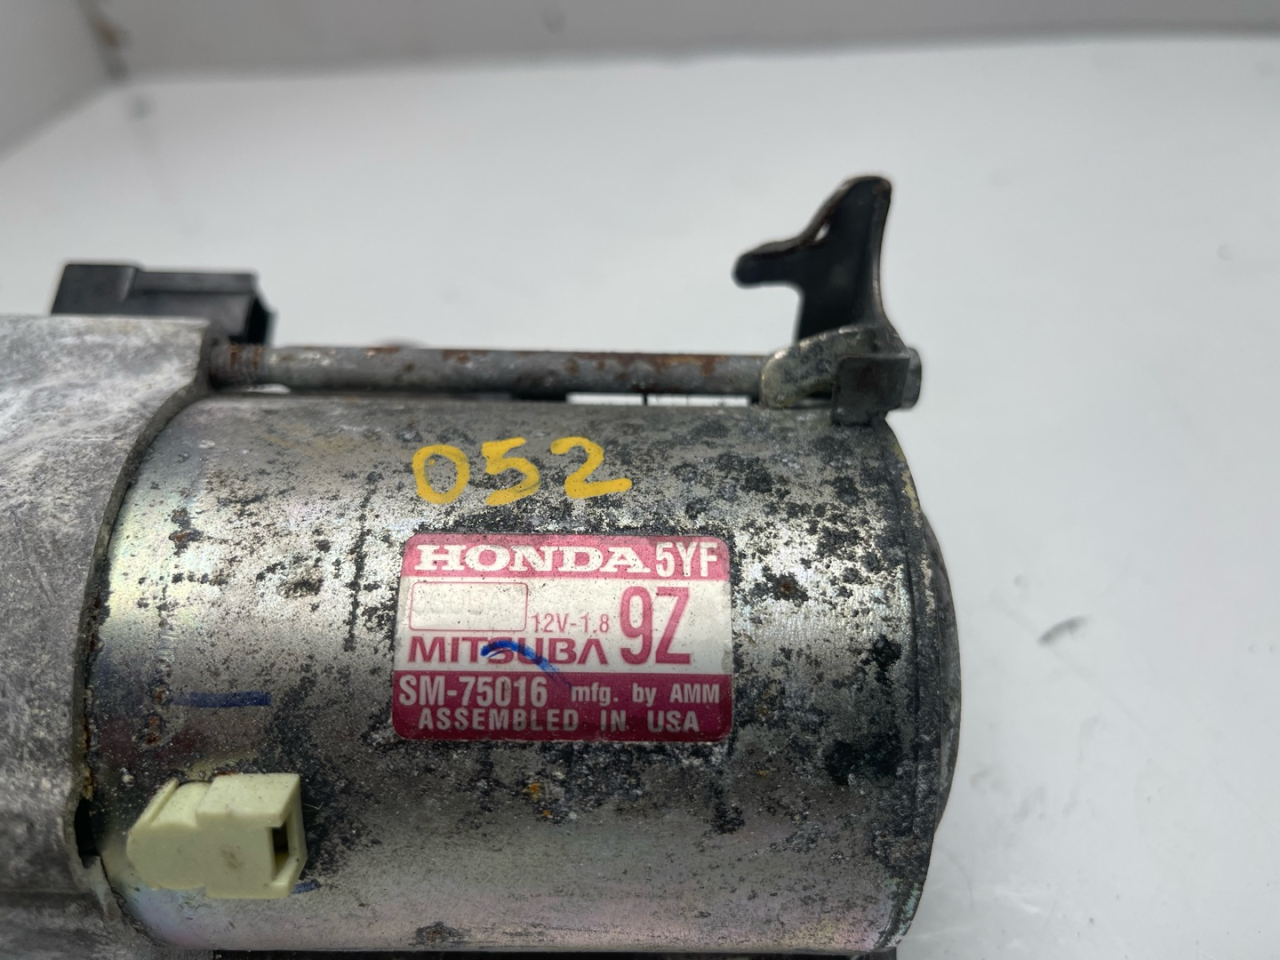 052
HONDA 5YF
12V-1.8 9Z
MITSUBA
SM-75016 mfg. by AMM
ASSEMBLED IN USA